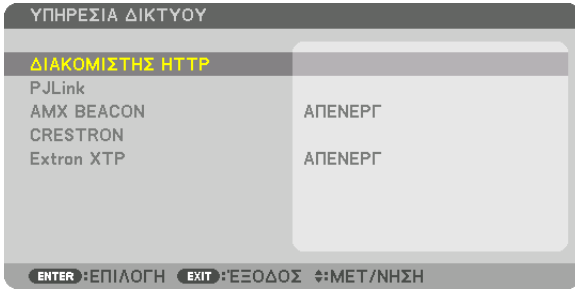 ΥΠΗΡΕΣΙΑ ΔΙΚΤΥΟΥ
ΔΙΑΚΟΜΙΣΤΗΣ HTTP
PJLink
AMX BEACON ΑΠΕΝΕΡΓ
CRESTRON
Extron XTP ΑΠΕΝΕΡΓ
ENTER:ΕΠΙΛΟΓΗ EXIT:ΈΞΟΔΟΣ ⬍:ΜΕΤ/ΝΗΣΗ